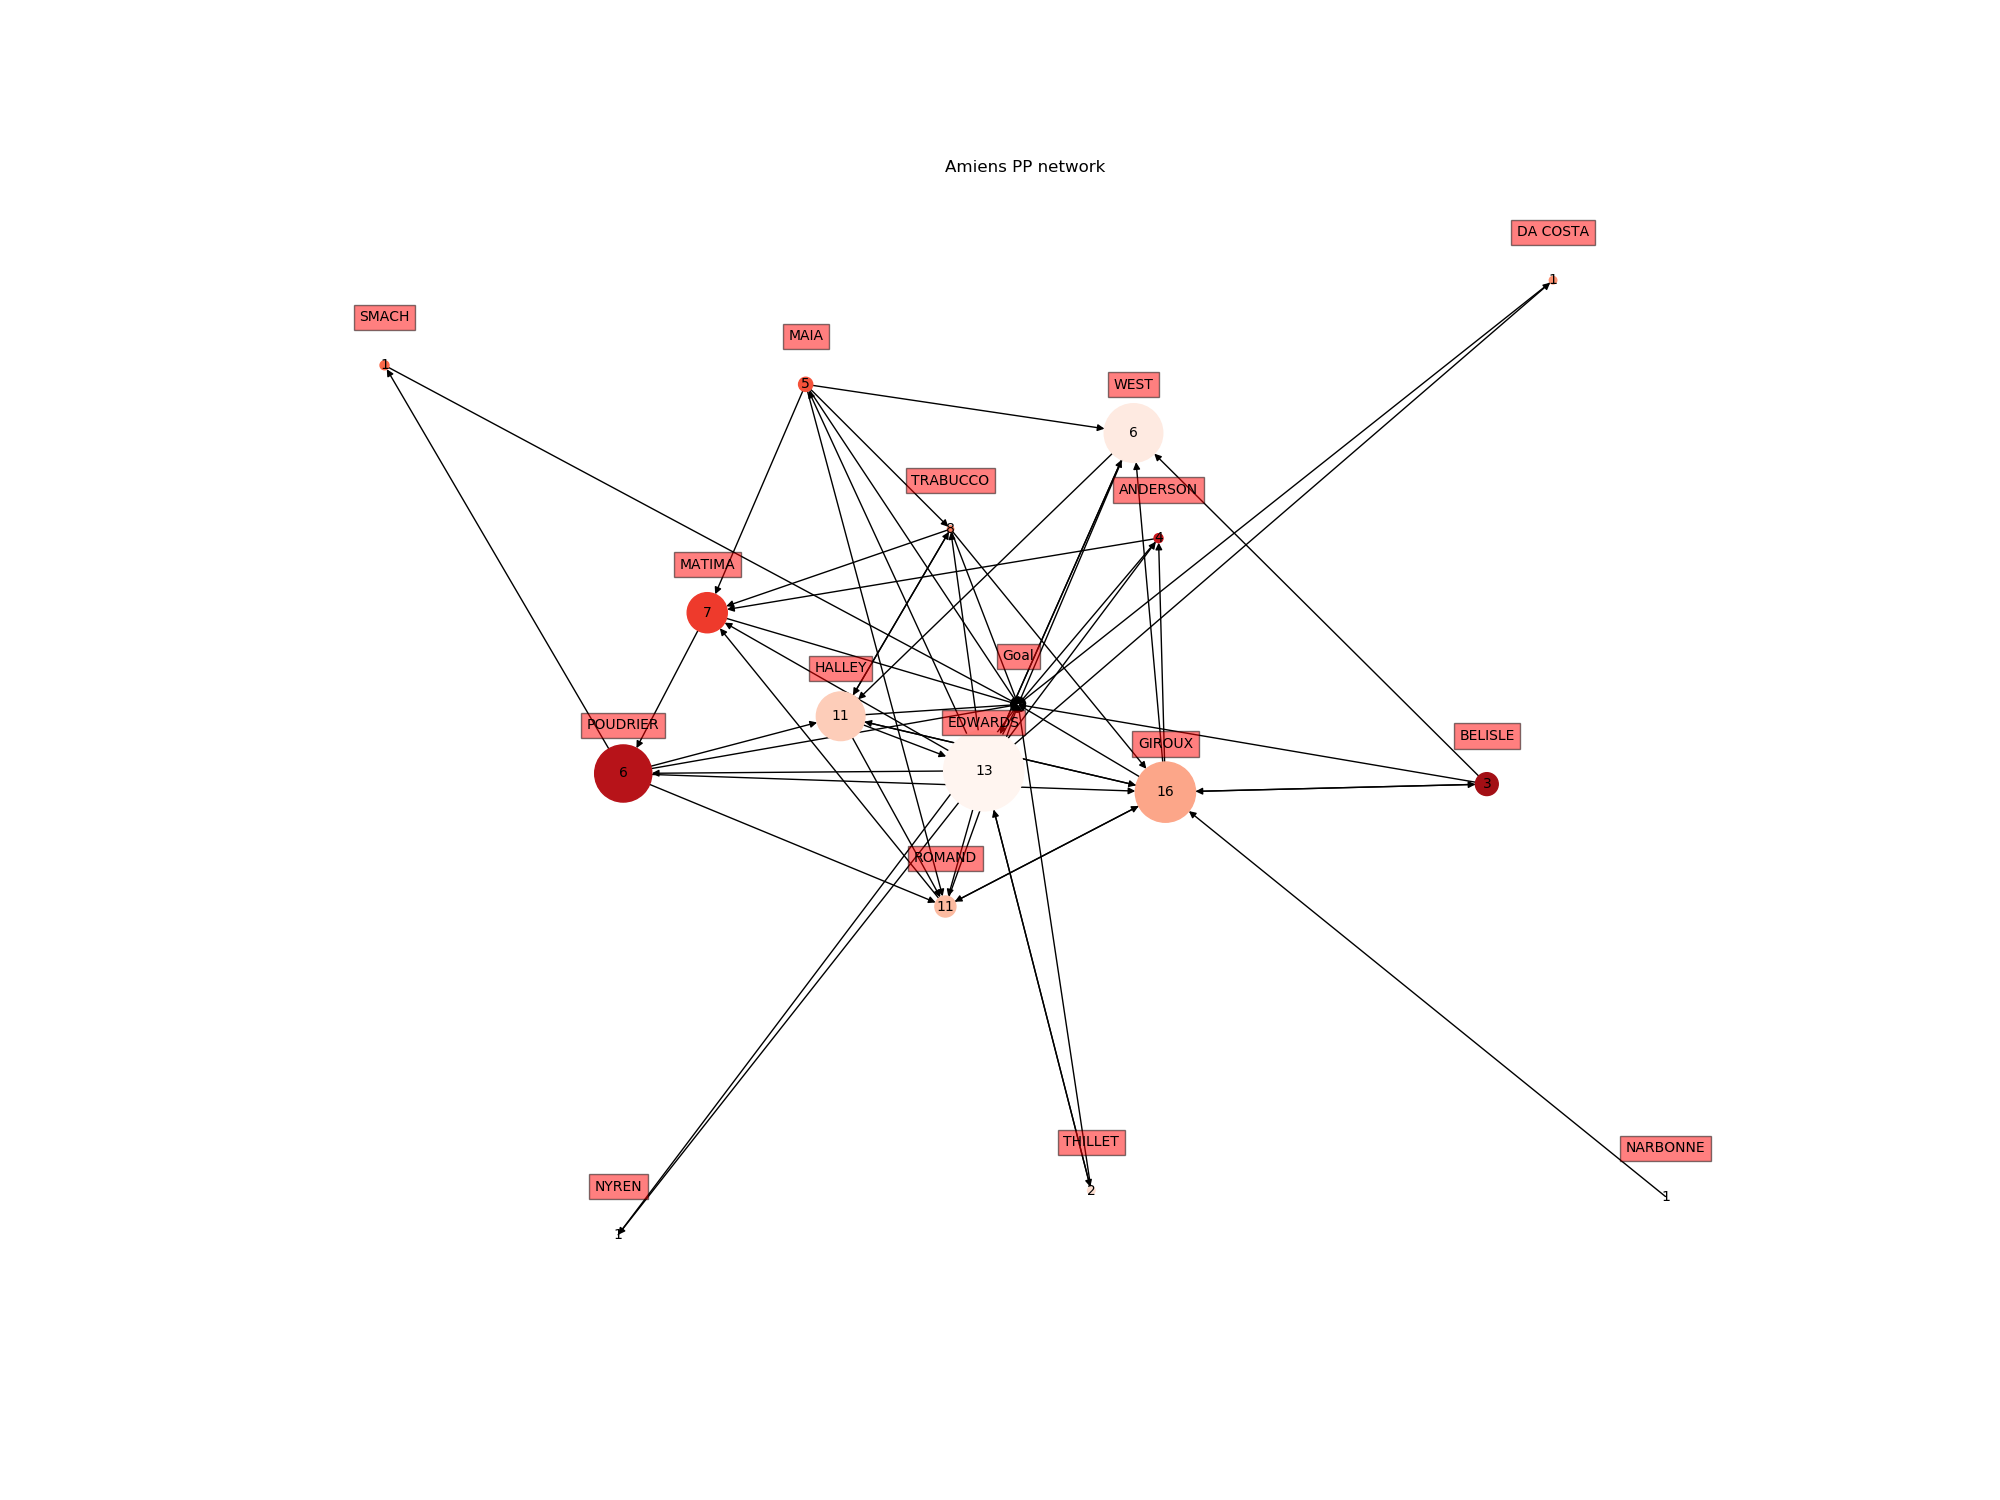 Amiens PP network
DA COSTA
1
SMACH
1
MAIA
5
WEST
6
TRABUCCO
8
ANDERSON
4
MATIMA
7
HALLEY
11
Goal
EDWARDS
13
POUDRIER
6
GIROUX
16
BELISLE
3
ROMAND
11
THILLET
2
NARBONNE
1
NYREN
1